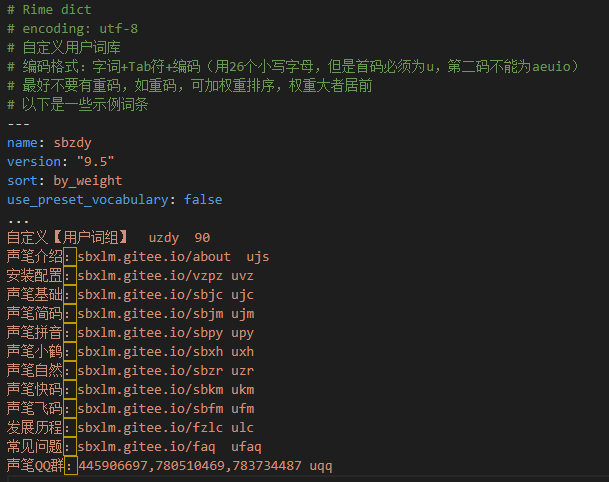 # Rime dict
# encoding: utf-8
# 自定义用户词库
# 编码格式：字词+Tab符+编码（用26个小写字母，但是首码必须为u，第二码不能为aeuio）
# 最好不要有重码，如重码，可加权重排序，权重大者居前
# 以下是一些示例词条
---
name: sbzdy
version: "9.5"
sort: by_weight
use_preset_vocabulary: false
...
自定义【用户词组】	uzdy	90
声笔介绍：sbxlm.gitee.io/about	ujs
安装配置：sbxlm.gitee.io/vzpz	uvz
声笔基础：sbxlm.gitee.io/sbjc	ujc
声笔简码：sbxlm.gitee.io/sbjm	ujm
声笔拼音：sbxlm.gitee.io/sbpy	upy
声笔小鹤：sbxlm.gitee.io/sbxh	uxh
声笔自然：sbxlm.gitee.io/sbzr	uzr
声笔快码：sbxlm.gitee.io/sbkm	ukm
声笔飞码：sbxlm.gitee.io/sbfm	ufm
发展历程：sbxlm.gitee.io/fzlc	ulc
常见问题：sbxlm.gitee.io/faq	ufaq
声笔QQ群：445906697,780510469,783734487	uqq